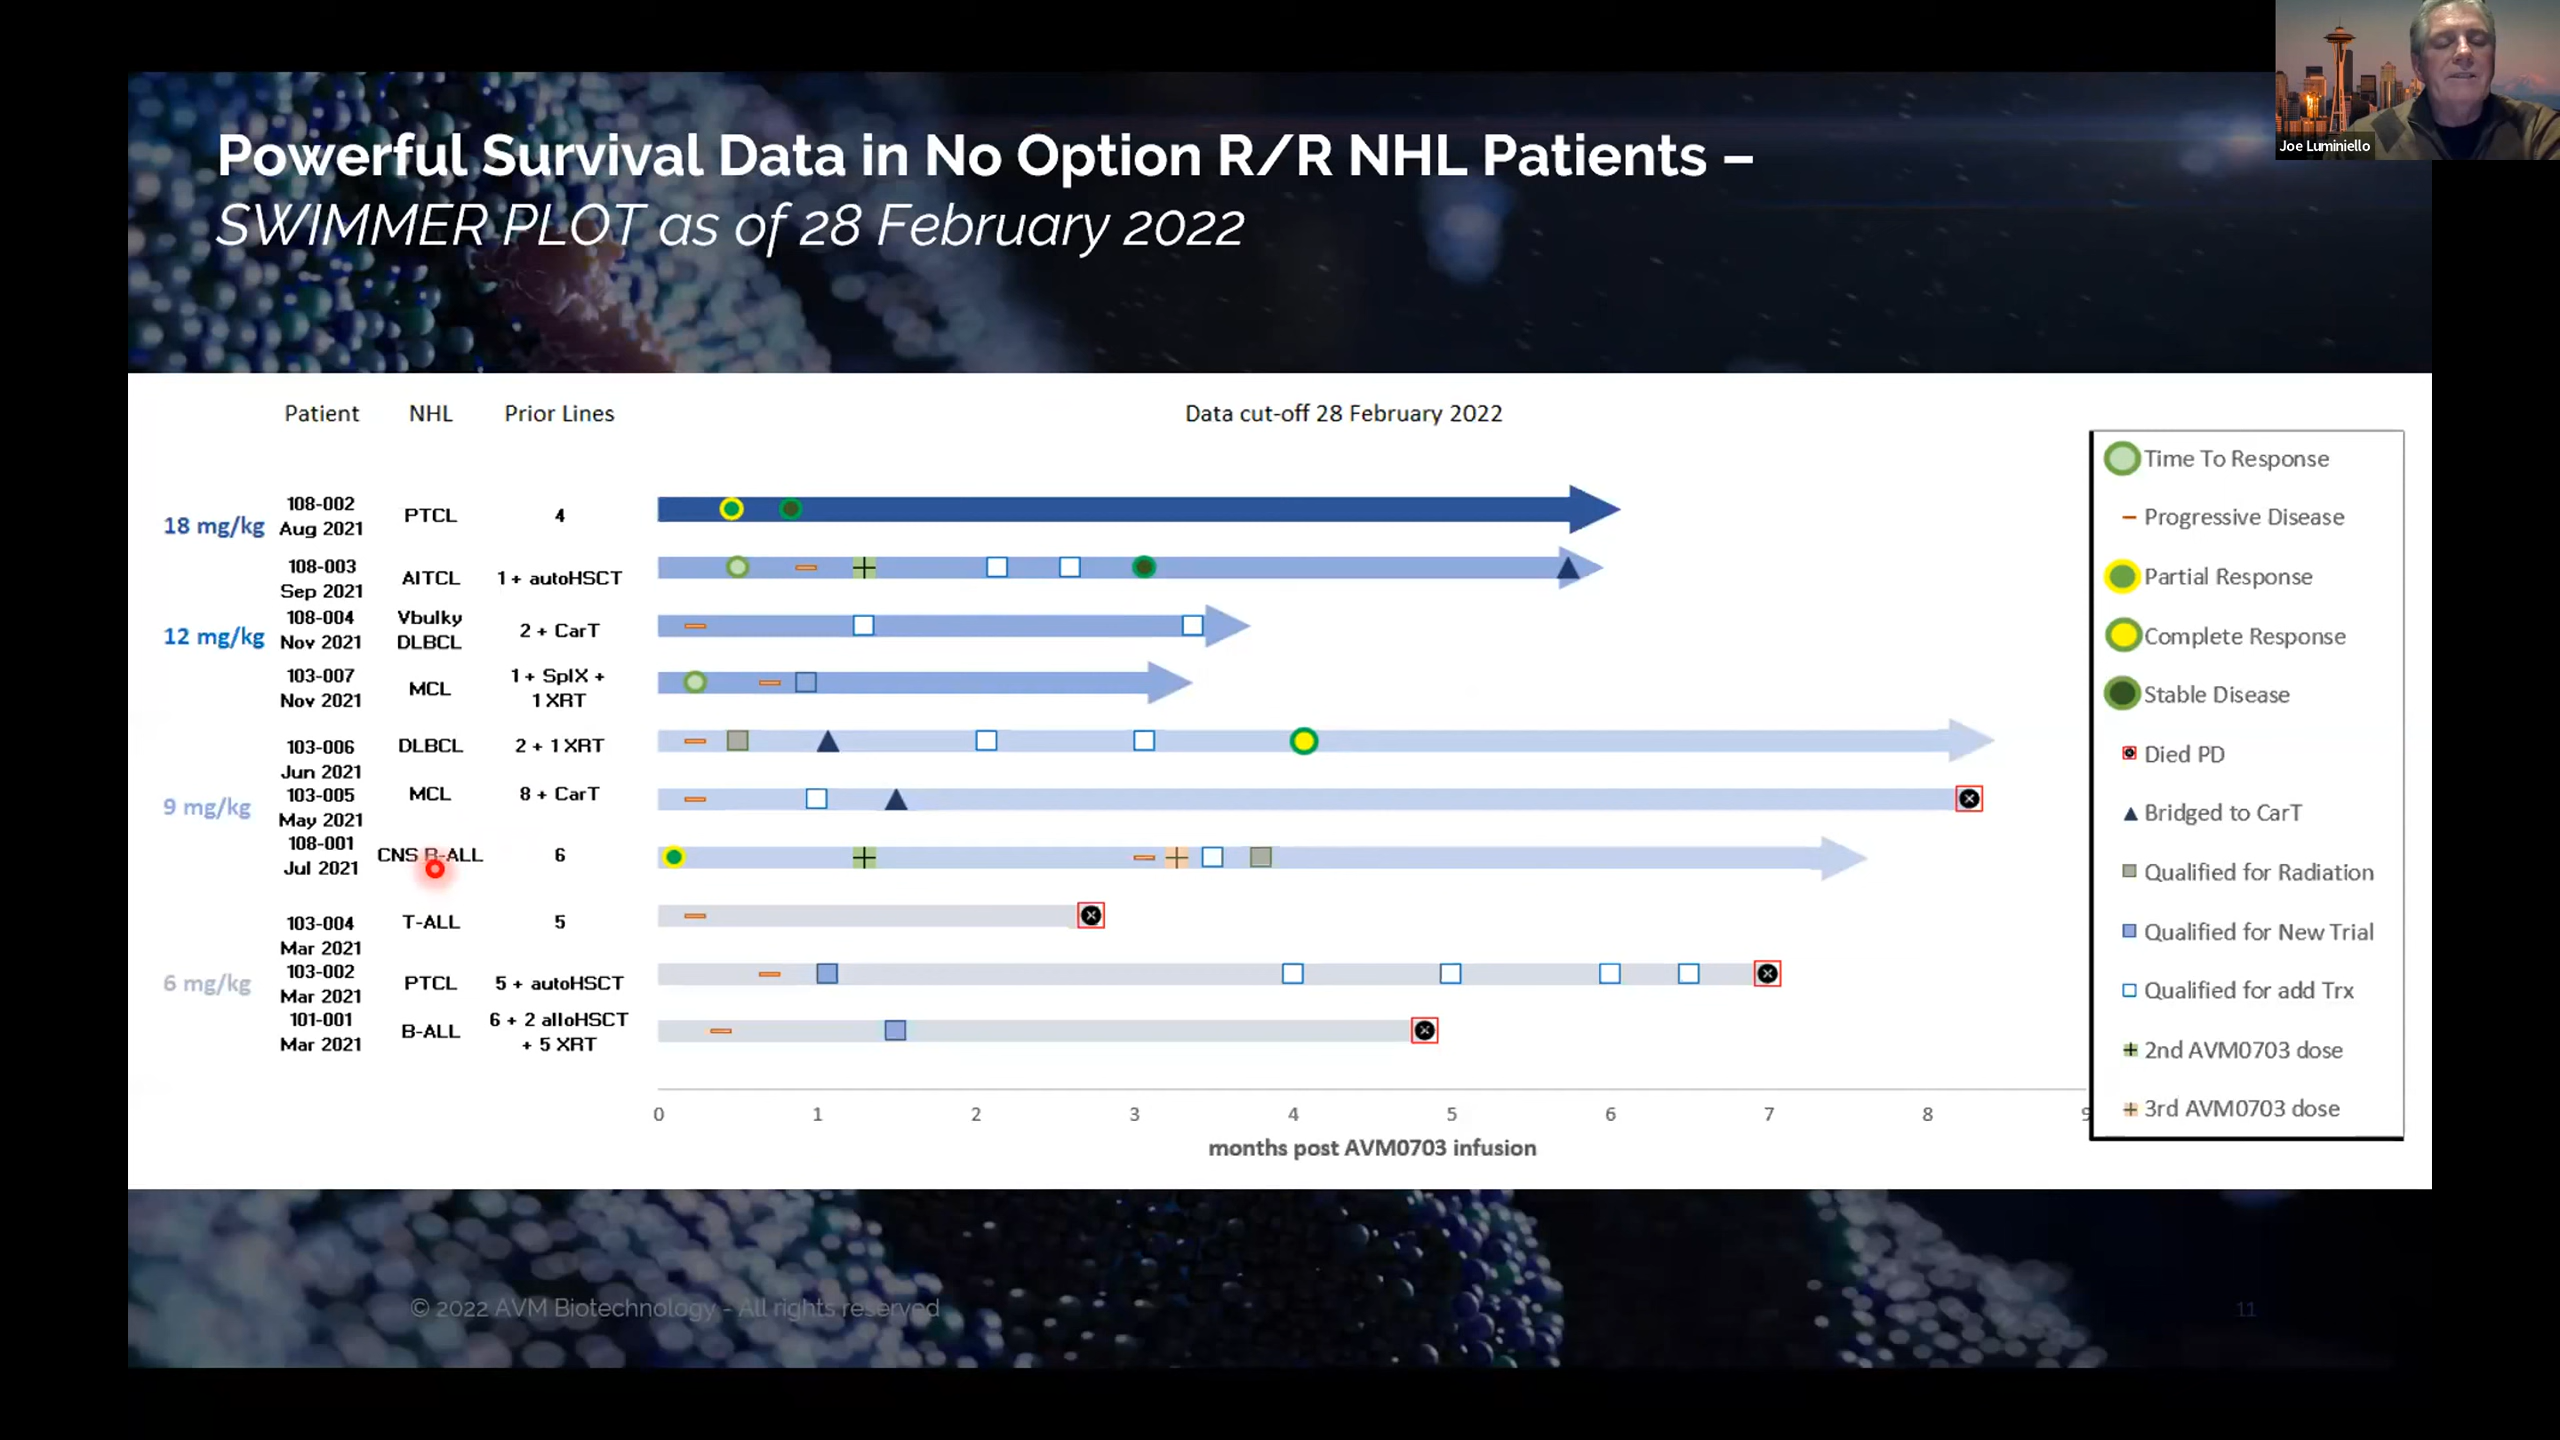 Joe Luminiello
Powerful Survival Data in No Option R/R NHL Patients –
SWIMMER PLOT as of 28 February 2022
Patient NHL Prior Lines Data cut-off 28 February 2022
18 mg/kg
108-002
Aug 2021
PTCL
4
108-003
Sep 2021
AITCL
1 + autoHSCT
12 mg/kg
108-004
Nov 2021
Vbulky
DLBCL
2 + CarT
103-007
Nov 2021
MCL
1 + SplX +
1 XRT
103-006
Jun 2021
DLBCL
2 + 1 XRT
9 mg/kg
103-005
May 2021
MCL
8 + CarT
108-001
Jul 2021
CNS B-ALL
6
103-004
Mar 2021
T-ALL
5
6 mg/kg
103-002
Mar 2021
PTCL
5 + autoHSCT
101-001
Mar 2021
B-ALL
6 + 2 alloHSCT
+ 5 XRT
0 1 2 3 4 5 6 7 8 9
months post AVM0703 infusion
Time To Response
Progressive Disease
Partial Response
Complete Response
Stable Disease
Died PD
Bridged to CarT
Qualified for Radiation
Qualified for New Trial
Qualified for add Trx
2nd AVM0703 dose
3rd AVM0703 dose
© 2022 AVM Biotechnology - All rights reserved
11